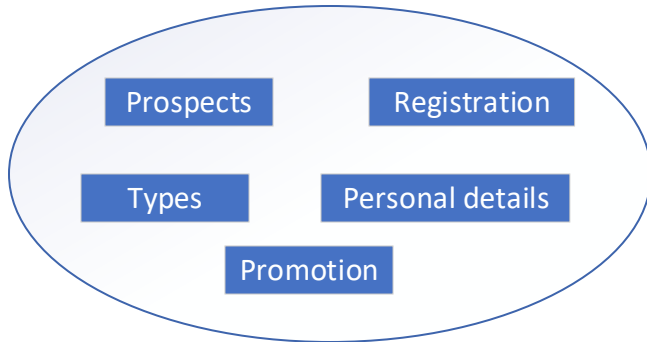 Prospects
Registration
Types
Personal details
Promotion